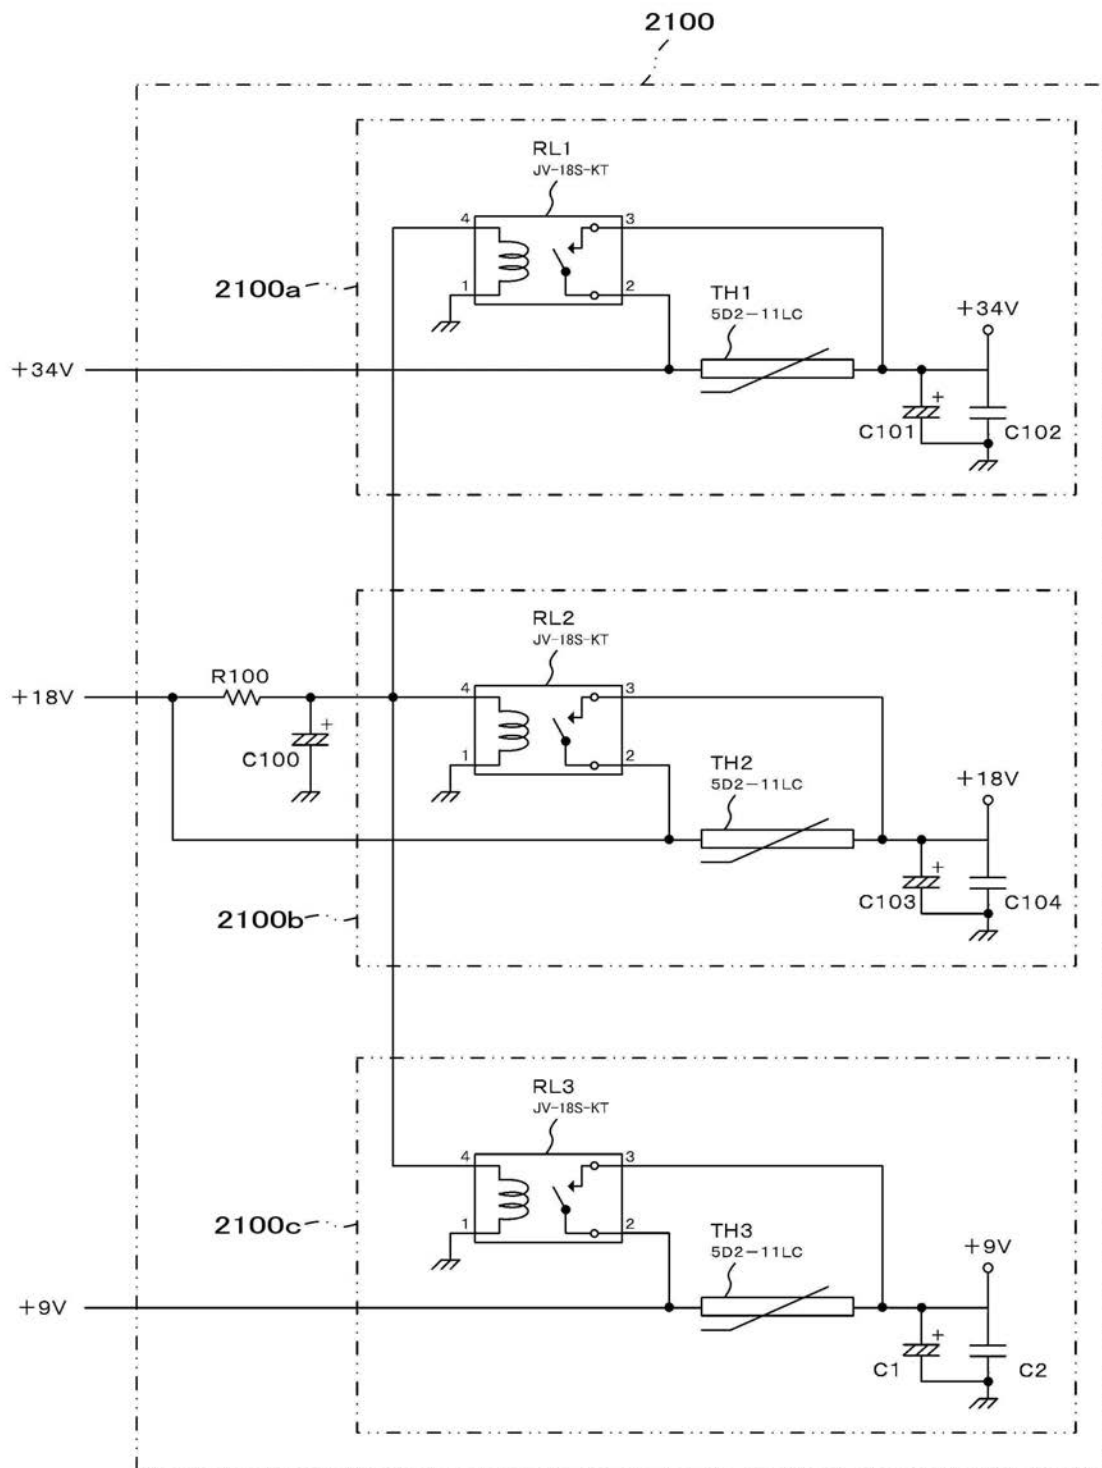 2100
RL1
JV-18S-KT
4
3
1
2
2100a
TH1
5D2-11LC
+34V
+34V
+
C101
C102
RL2
JV-18S-KT
R100
+18V
4
3
+
C100
1
2
TH2
5D2-11LC
+18V
+
C103
C104
2100b
RL3
JV-18S-KT
4
3
1
2
2100c
TH3
5D2-11LC
+9V
+9V
+
C1
C2